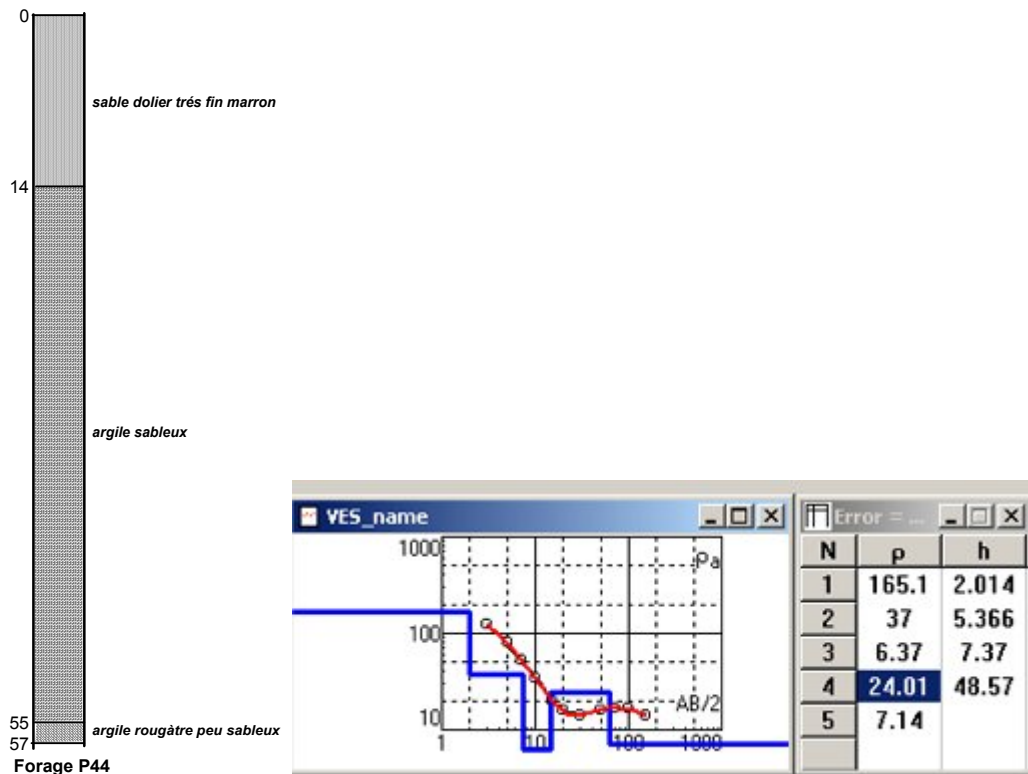 0
sable dolier trés fin marron
14
argile sableux
55
argile rougàtre peu sableux
57
Forage P44
VES_name
1000
ρa
100
10
AB/2
1 10 100 1000
Error = ...
N ρ h
1 165.1 2.014
2 37 5.366
3 6.37 7.37
4 24.01 48.57
5 7.14